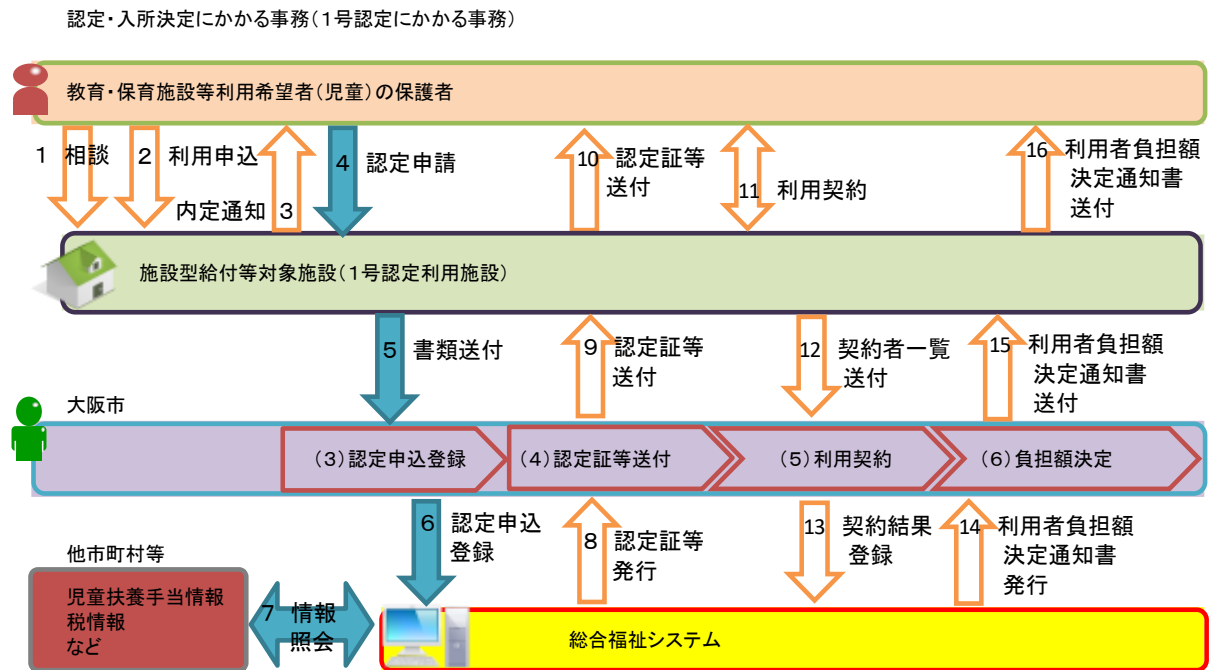 認定・入所決定にかかる事務(１号認定にかかる事務)
教育・保育施設等利用希望者(児童)の保護者
1 相談
２ 利用申込
内定通知 3
４ 認定申請
10 認定証等
送付
11 利用契約
16 利用者負担額
決定通知書
送付
施設型給付等対象施設(１号認定利用施設)
５ 書類送付
９ 認定証等
送付
12 契約者一覧
送付
15 利用者負担額
決定通知書
送付
大阪市
(３)認定申込登録
(４)認定証等送付
(５)利用契約
(６)負担額決定
６ 認定申込
登録
８ 認定証等
発行
13 契約結果
登録
14 利用者負担額
決定通知書
発行
他市町村等
児童扶養手当情報
税情報
など
７ 情報
照会
総合福祉システム